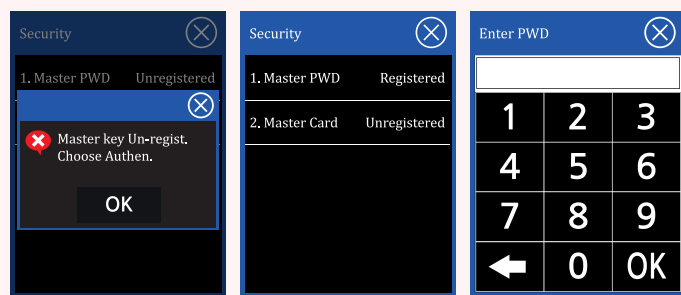 Security
1. Master PWD Unregistered
Master key Un-regist.
Choose Authen.
OK
Security
1. Master PWD Registered
2. Master Card Unregistered
Enter PWD
1 2 3
4 5 6
7 8 9
0 OK